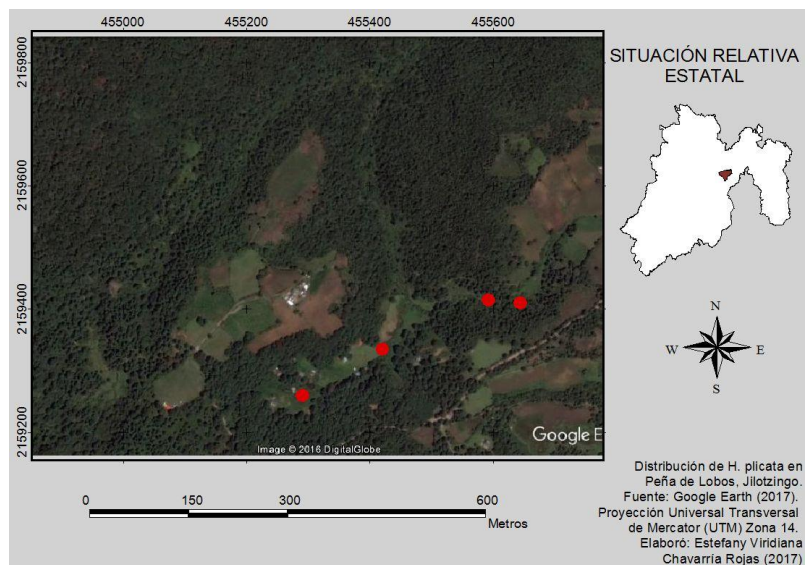 455000 455200 455400 455600
SITUACIÓN RELATIVA
ESTATAL
2159800
2159600
2159400
2159200
N
W E
S
Image © 2016 DigitalGlobe
Google E
0 150 300 600
Metros
Distribución de H. plicata en
Peña de Lobos, Jilotzingo.
Fuente: Google Earth (2017).
Proyección Universal Transversal
de Mercator (UTM) Zona 14.
Elaboró: Estefany Viridiana
Chavarría Rojas (2017)